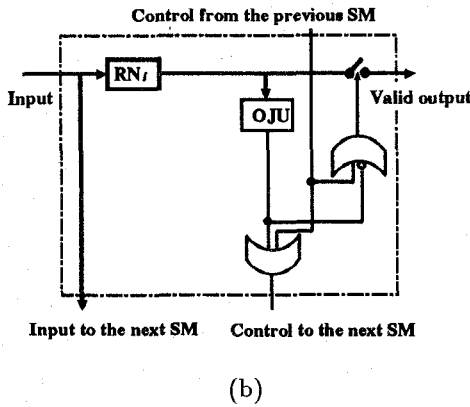 Control from the previous SM
RNi
Input
Valid output
OJU
Input to the next SM
Control to the next SM
(b)